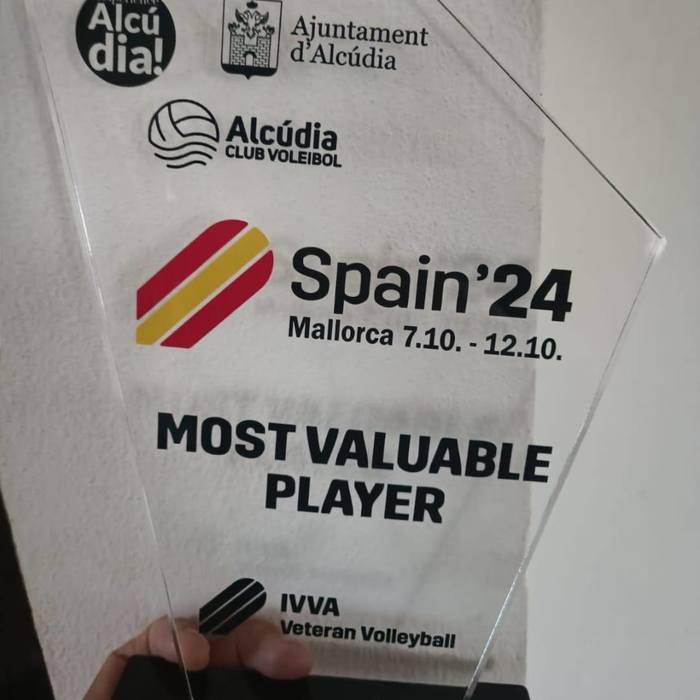 Alcú
dia!
Ajuntament
d'Alcúdia
Alcúdia
CLUB VOLEIBOL
Spain'24
Mallorca 7.10. - 12.10.
MOST VALUABLE
PLAYER
IVVA
Veteran Volleyball